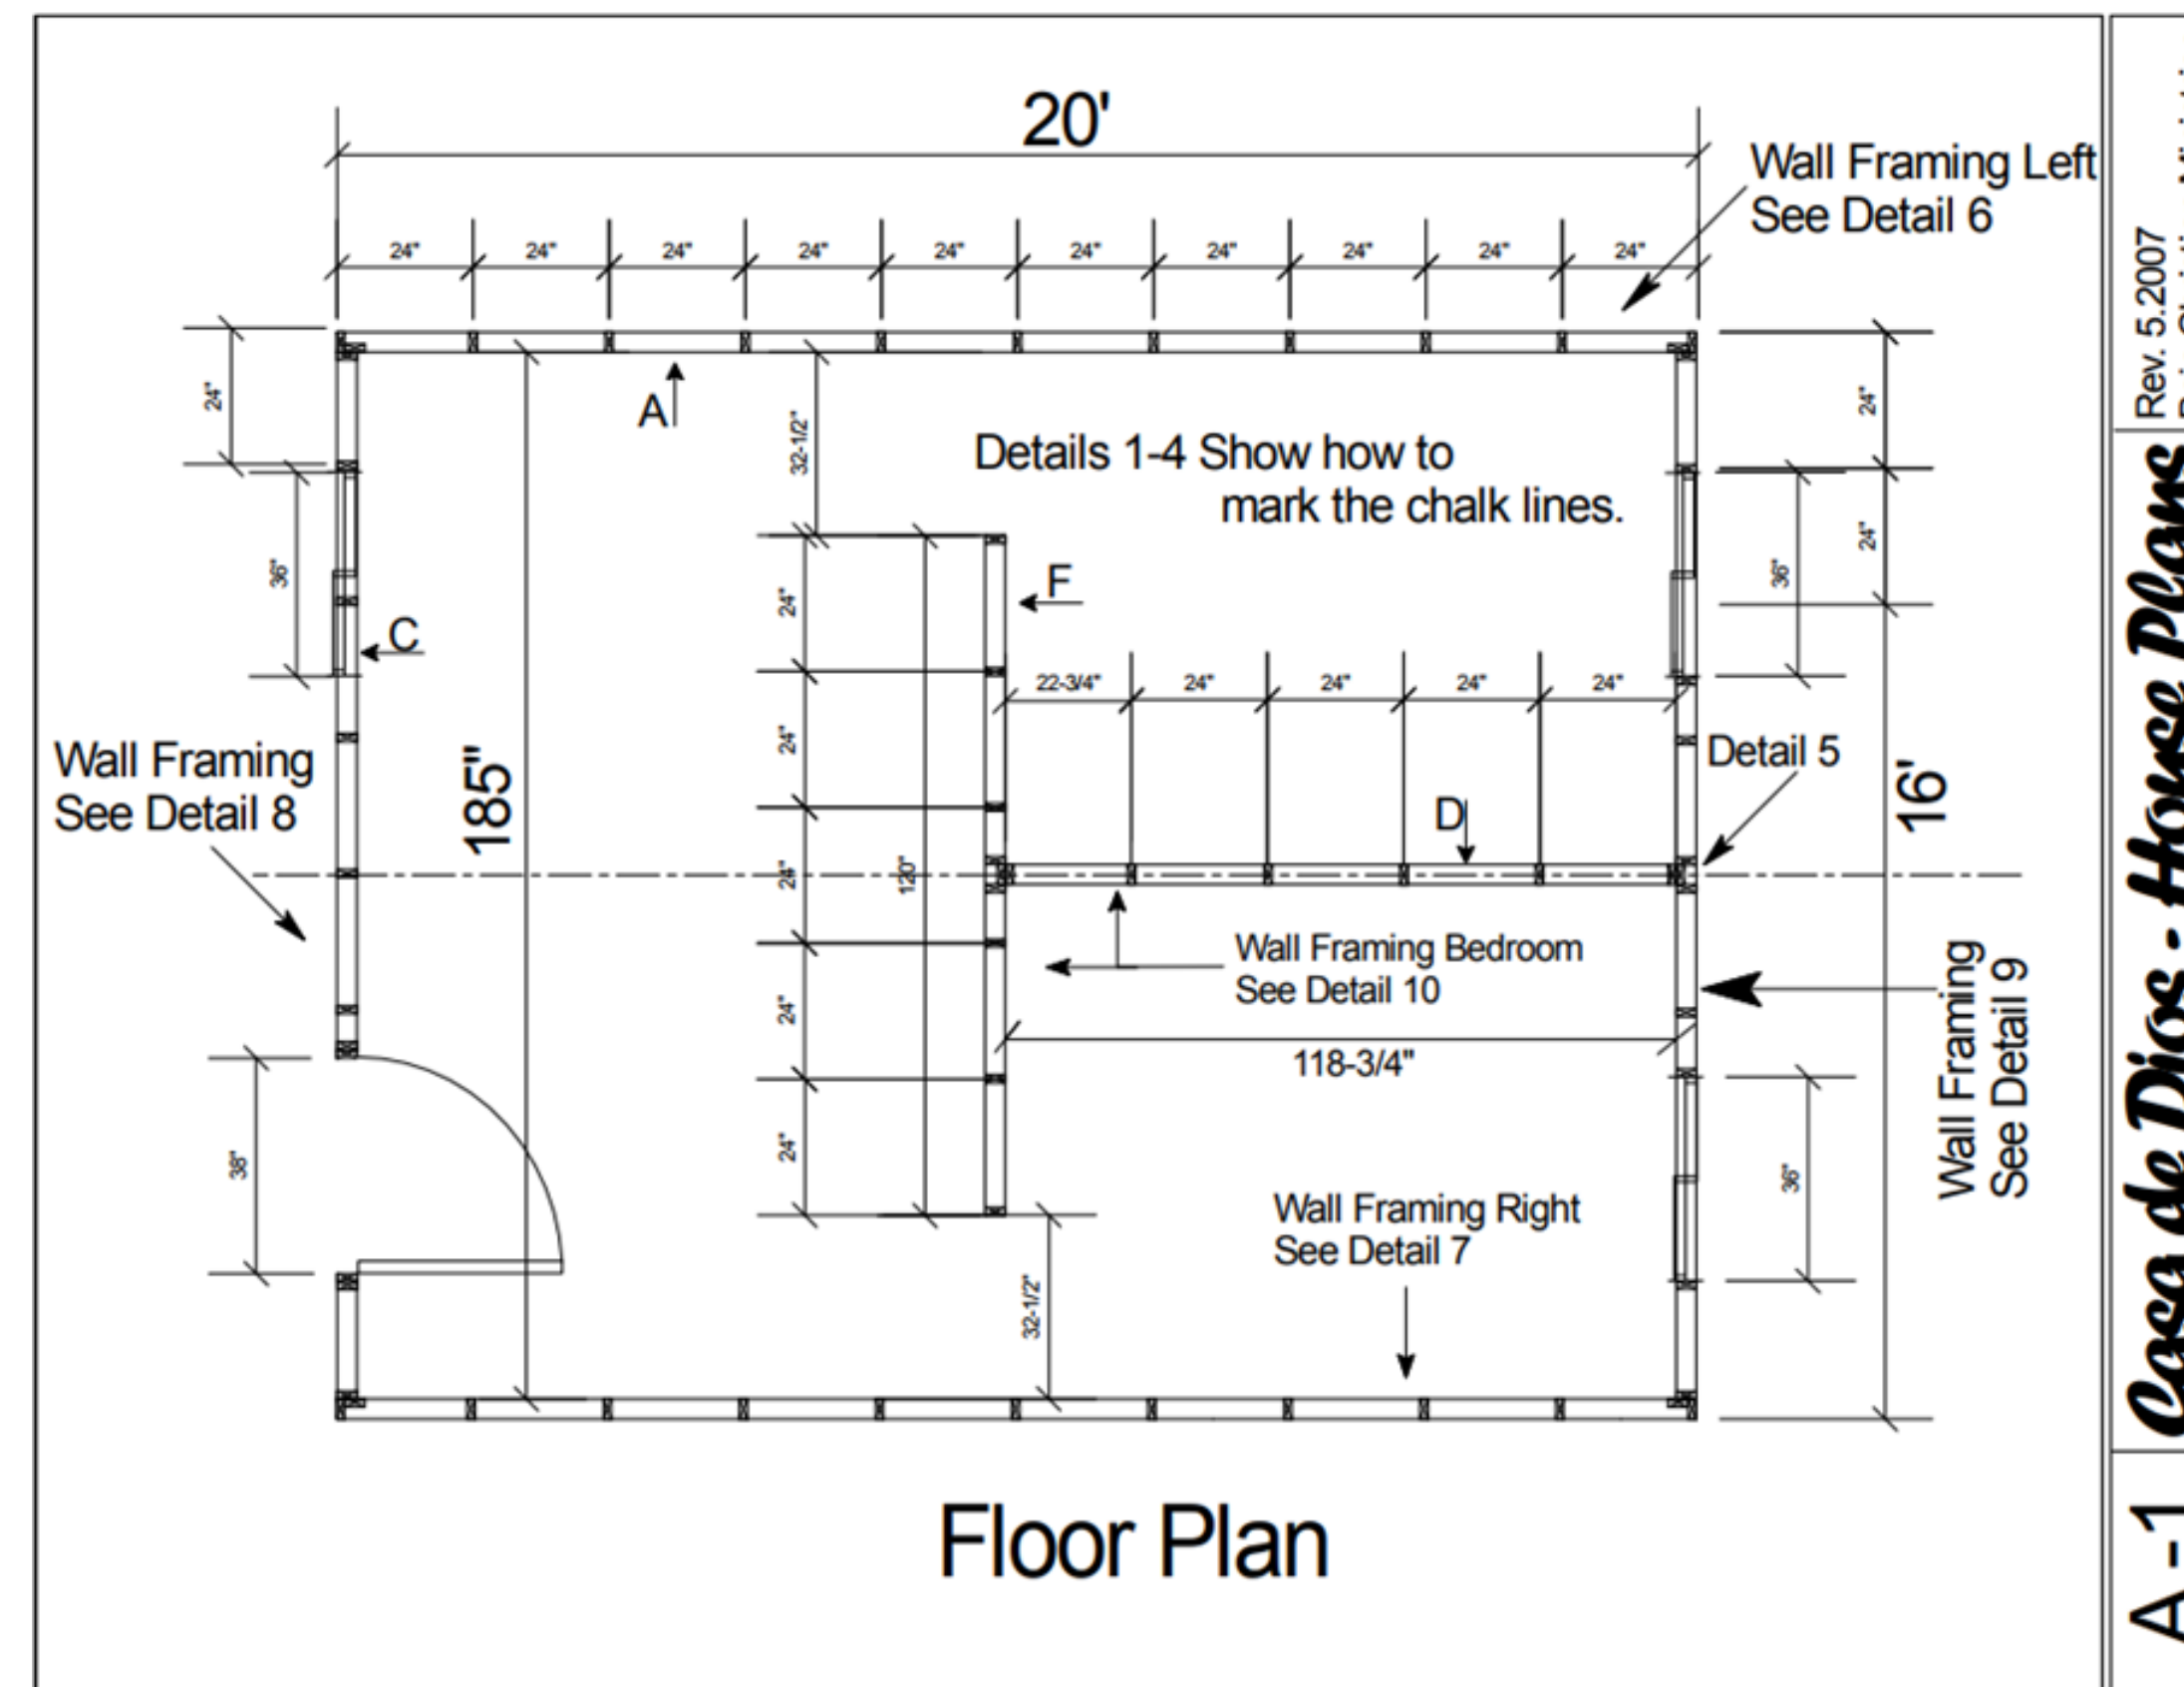 20'
Wall Framing Left
See Detail 6
24" 24" 24" 24" 24" 24" 24" 24" 24" 24"
24"
A
32-1/2"
Details 1-4 Show how to
mark the chalk lines.
24"
24"
36"
C
24"
F
36"
22-3/4" 24" 24" 24" 24"
Wall Framing
See Detail 8
185"
24"
D
Detail 5
16'
24"
120"
Wall Framing Bedroom
See Detail 10
24"
118-3/4"
Wall Framing
See Detail 9
38"
24"
36"
32-1/2"
Wall Framing Right
See Detail 7
Floor Plan
Rev. 5.2007
Casa de Dios · House Plans
A-1